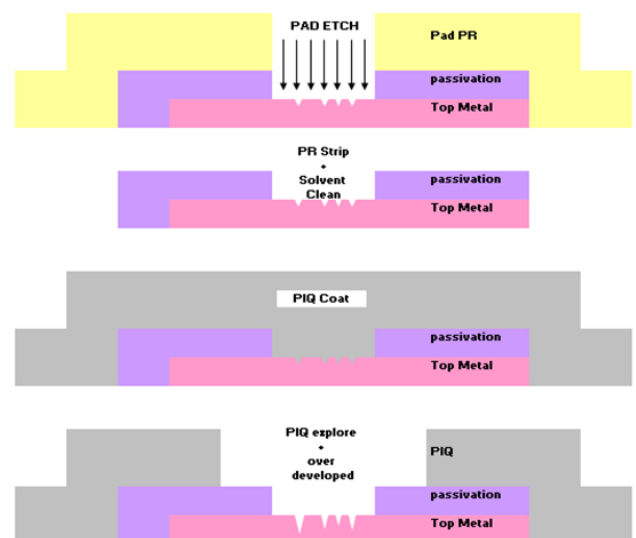 PAD ETCH
Pad PR
passivation
Top Metal
PR Strip
+
Solvent
Clean
passivation
Top Metal
PIQ Coat
passivation
Top Metal
PIQ explore
+
over
developed
PIQ
passivation
Top Metal